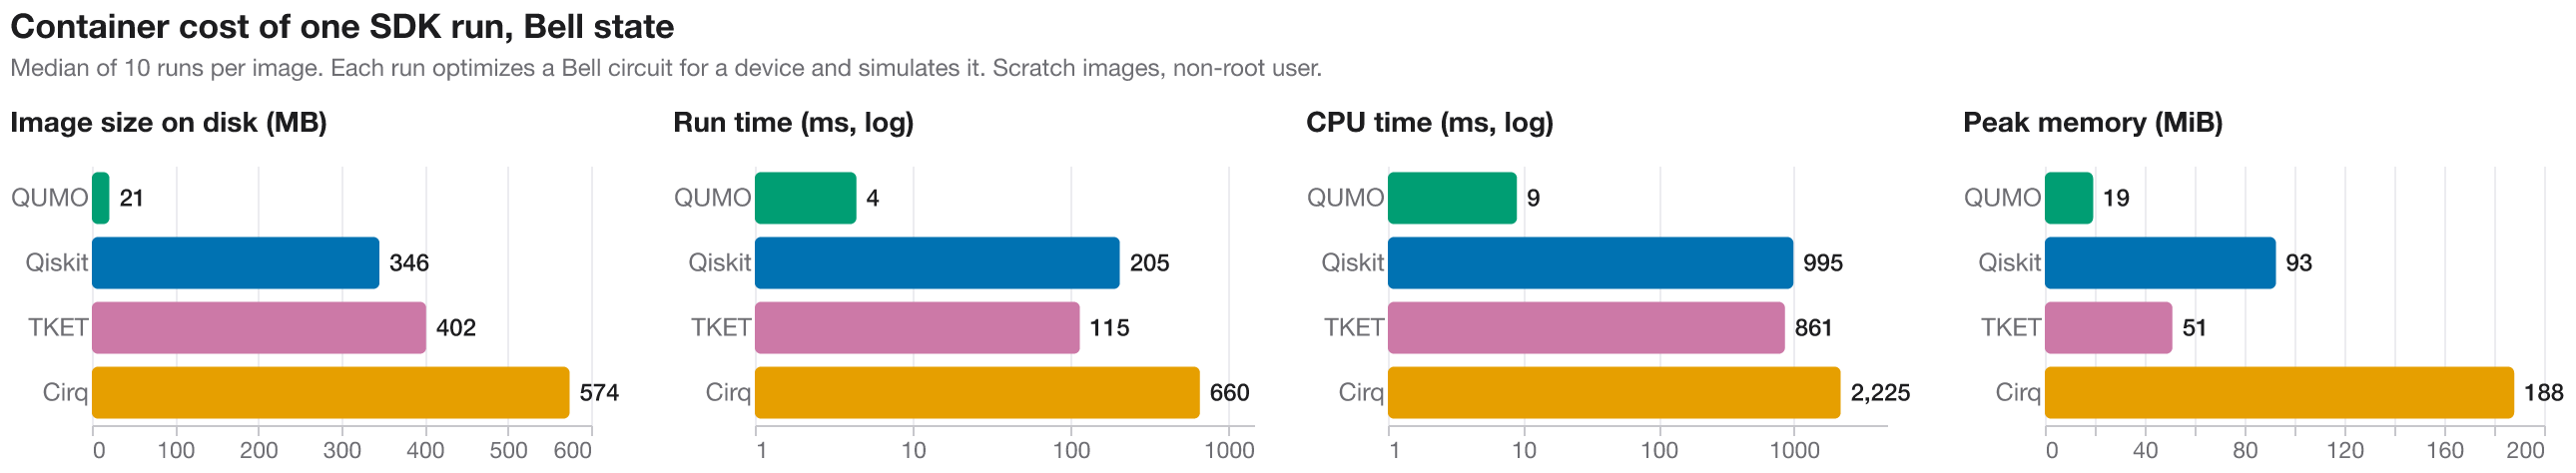 Container cost of one SDK run, Bell state
Median of 10 runs per image. Each run optimizes a Bell circuit for a device and simulates it. Scratch images, non-root user.
Image size on disk (MB)
QUMO 21
Qiskit 346
TKET 402
Cirq 574
0 100 200 300 400 500 600
Run time (ms, log)
QUMO 4
Qiskit 205
TKET 115
Cirq 660
1 10 100 1000
CPU time (ms, log)
QUMO 9
Qiskit 995
TKET 861
Cirq 2,225
1 10 100 1000
Peak memory (MiB)
QUMO 19
Qiskit 93
TKET 51
Cirq 188
0 40 80 120 160 200